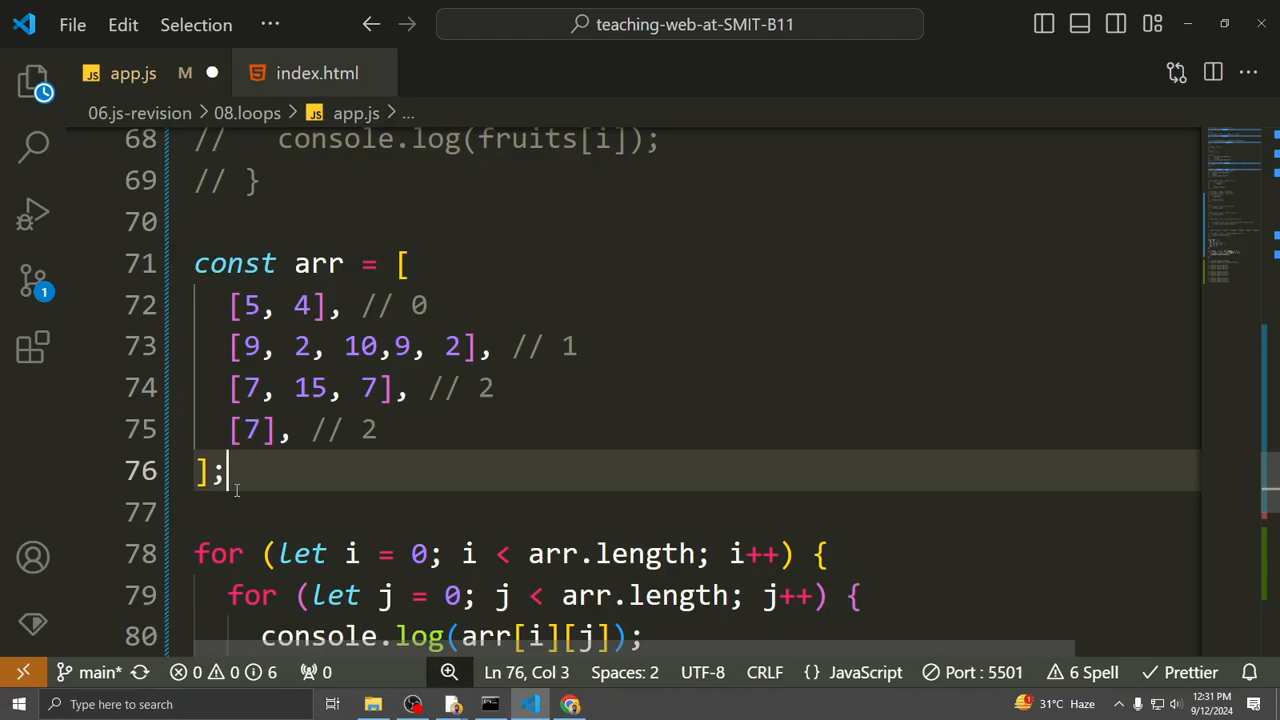 File Edit Selection ··· teaching-web-at-SMIT-B11
JS app.js M index.html
06.js-revision > 08.loops > JS app.js > ...
68 //   console.log(fruits[i]);
69 // }
70
71 const arr = [
72 [5, 4], // 0
73 [9, 2, 10,9, 2], // 1
74 [7, 15, 7], // 2
75 [7], // 2
76 ];
77
78 for (let i = 0; i < arr.length; i++) {
79 for (let j = 0; j < arr.length; j++) {
80 console.log(arr[i][j]);
1
main* 0 0 6 0 Ln 76, Col 3 Spaces: 2 UTF-8 CRLF {} JavaScript Port : 5501 6 Spell Prettier
Type here to search 31°C Haze 12:31 PM
9/12/2024